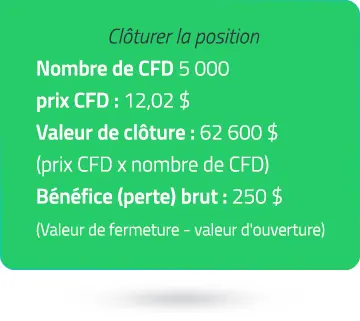 Clôturer la position
Nombre de CFD 5 000
prix CFD : 12,02 $
Valeur de clôture : 62 600 $
(prix CFD x nombre de CFD)
Bénéfice (perte) brut : 250 $
(Valeur de fermeture - valeur d'ouverture)